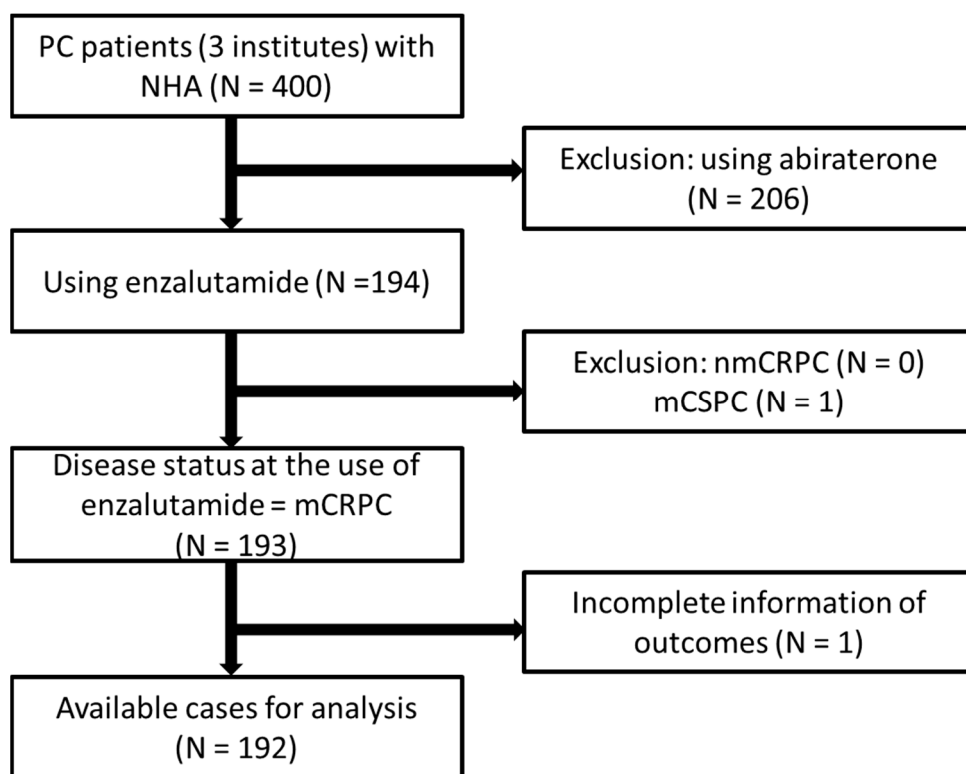 PC patients (3 institutes) with
NHA (N = 400)
Exclusion: using abiraterone
(N = 206)
Using enzalutamide (N =194)
Exclusion: nmCRPC (N = 0)
mCSPC (N = 1)
Disease status at the use of
enzalutamide = mCRPC
(N = 193)
Incomplete information of
outcomes (N = 1)
Available cases for analysis
(N = 192)